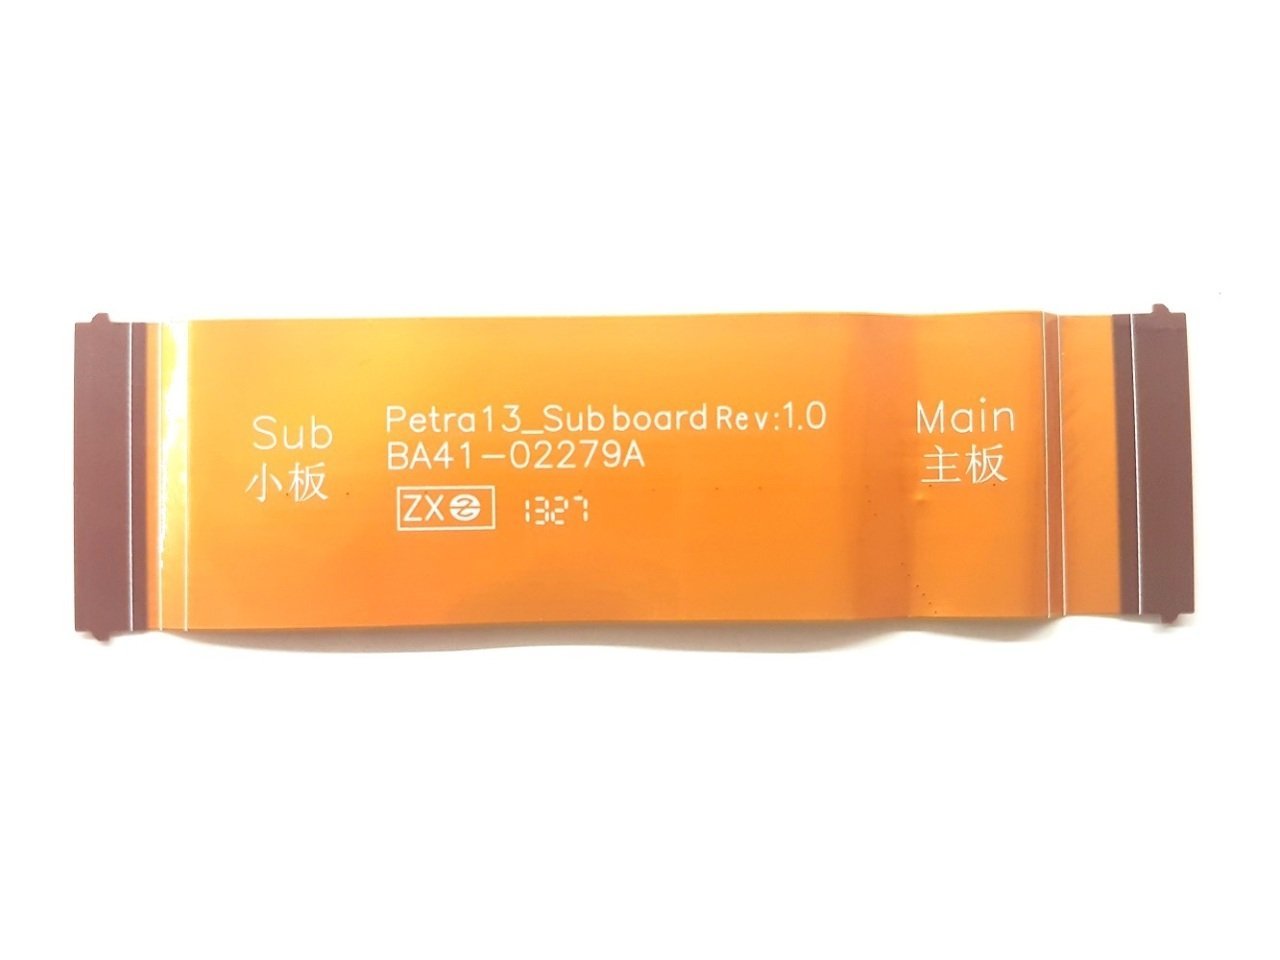 Sub
小板
Petra13_Sub board Rev:1.0
BA41-02279A
ZX 1327
Main
主板